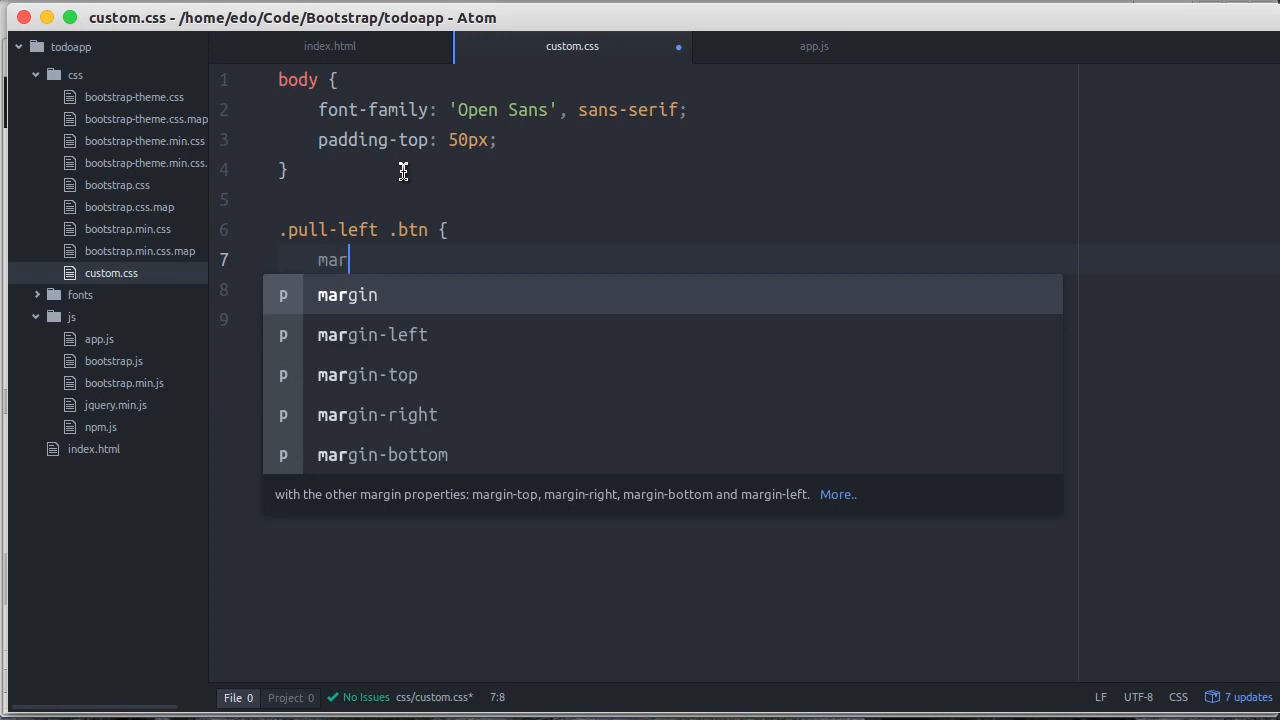 custom.css - /home/edo/Code/Bootstrap/todoapp - Atom
todoapp
css
bootstrap-theme.css
bootstrap-theme.css.map
bootstrap-theme.min.css
bootstrap-theme.min.css.
bootstrap.css
bootstrap.css.map
bootstrap.min.css
bootstrap.min.css.map
custom.css
fonts
js
app.js
bootstrap.js
bootstrap.min.js
jquery.min.js
npm.js
index.html
index.html
custom.css
app.js
1 body {
2 font-family: 'Open Sans', sans-serif;
3 padding-top: 50px;
4 }
5
6 .pull-left .btn {
7 mar
8
9
p margin
p margin-left
p margin-top
p margin-right
p margin-bottom
with the other margin properties: margin-top, margin-right, margin-bottom and margin-left. More..
File 0 Project 0 No Issues css/custom.css* 7:8 LF UTF-8 CSS 7 updates